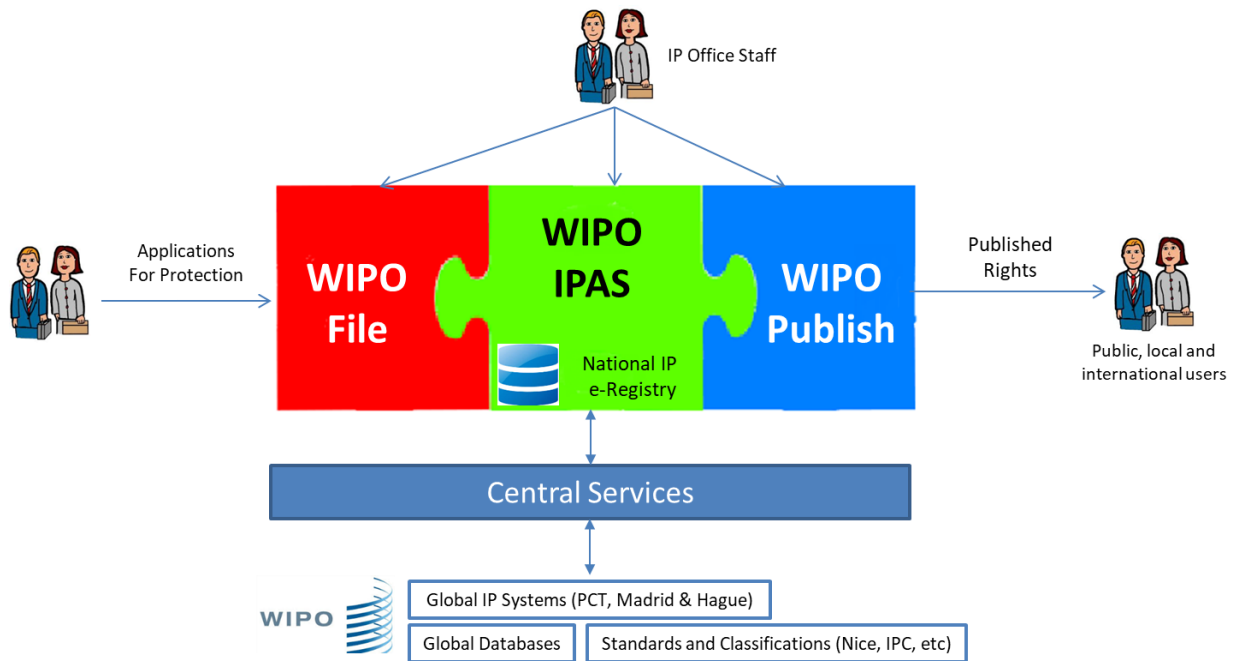 IP Office Staff
Applications
For Protection
WIPO
File
WIPO
IPAS
National IP
e-Registry
WIPO
Publish
Published
Rights
Public, local and
international users
Central Services
WIPO
Global IP Systems (PCT, Madrid & Hague)
Global Databases
Standards and Classifications (Nice, IPC, etc)